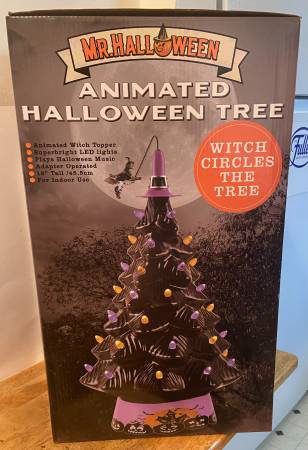 MR. HALLOWEEN
ANIMATED
HALLOWEEN TREE
Animated Witch Topper
Superbright LED lights
Plays Halloween Music
Adapter Operated
18" Tall /45.5cm
For Indoor Use
WITCH
CIRCLES
THE
TREE